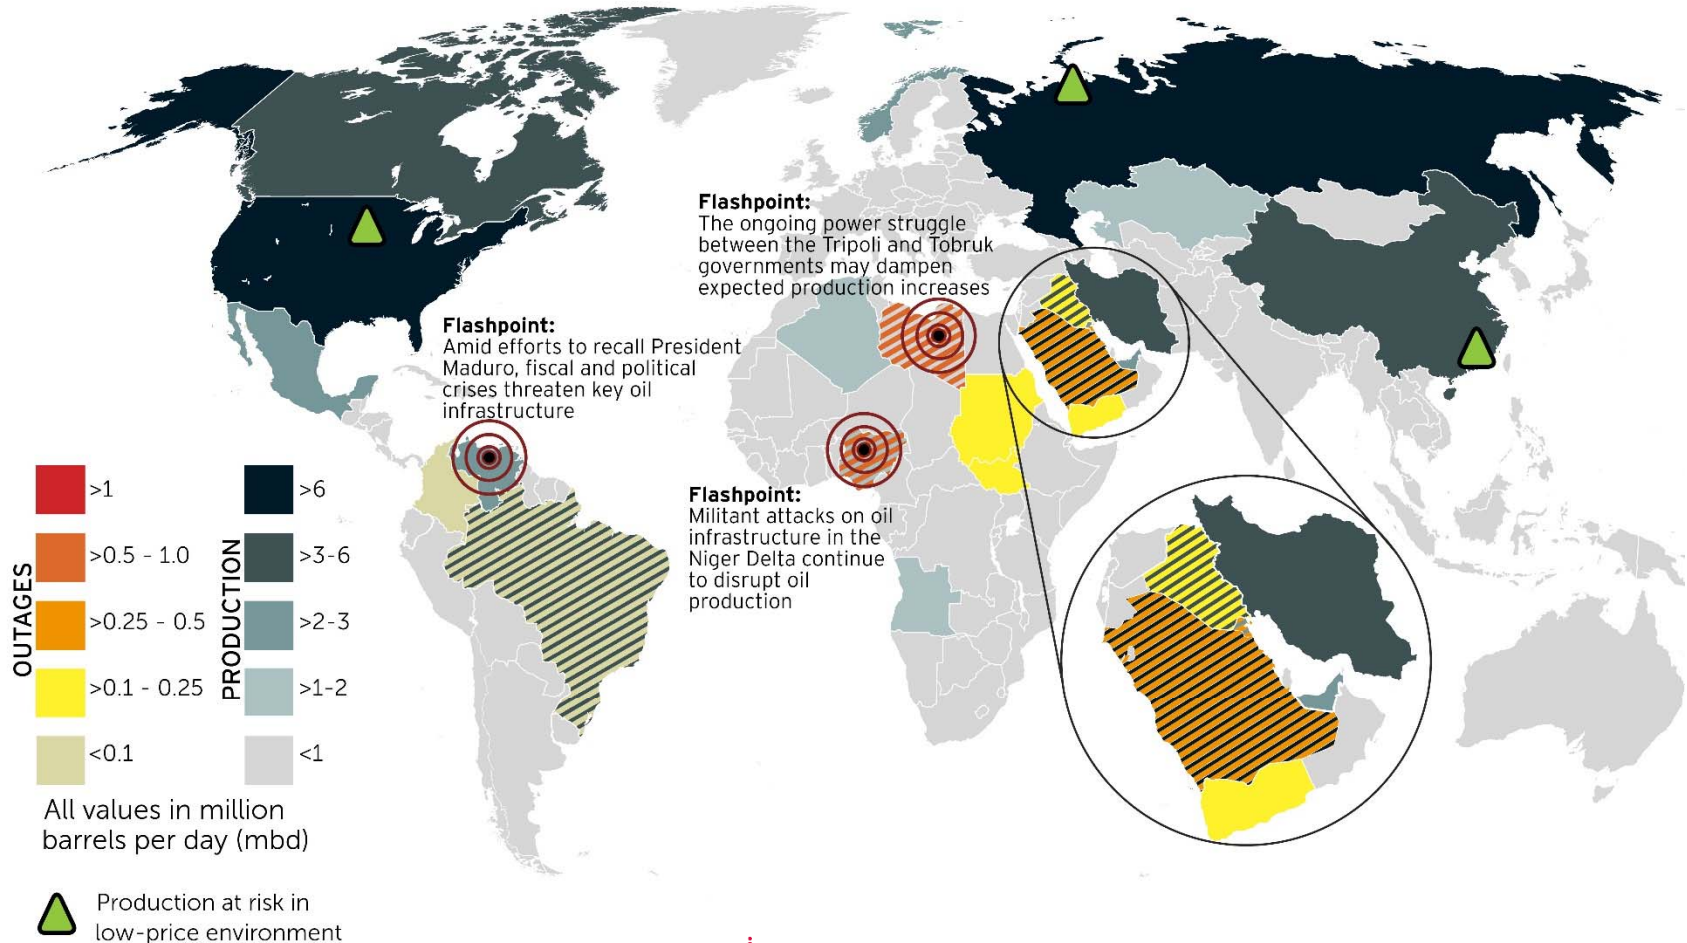 Flashpoint:
The ongoing power struggle
between the Tripoli and Tobruk
governments may dampen
expected production increases
Flashpoint:
Amid efforts to recall President
Maduro, fiscal and political
crises threaten key oil
infrastructure
Flashpoint:
Militant attacks on oil
infrastructure in the
Niger Delta continue
to disrupt oil
production
OUTAGES
>1
>0.5 - 1.0
>0.25 - 0.5
>0.1 - 0.25
<0.1
PRODUCTION
>6
>3-6
>2-3
>1-2
<1
All values in million
barrels per day (mbd)
Production at risk in
low-price environment